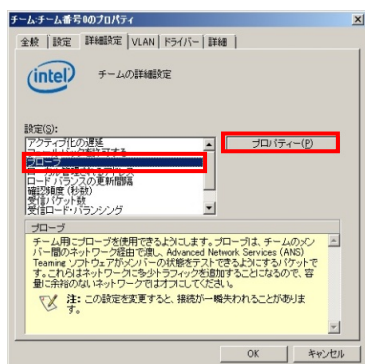 チーム:チーム番号0のプロパティ
全般 設定 詳細設定 VLAN ドライバー 詳細
intel
チームの詳細設定
設定(S):
アクティブ化の遅延
プローブ
ロード バランスの更新間隔
確認頻度 (秒数)
受信パケット数
受信ロード・バランシング
プロパティー(P)
プローブ
チーム用にプローブを使用できるようにします。プローブは、チームのメン
バー間のネットワーク経由で渡し、Advanced Network Services (ANS)
Teaming ソフトウェアがメンバーの状態をテストできるようにするパケットで
す。これらはネットワークに多少トラフィックを追加することになるので、容
量に余裕のないネットワークではオフにしてください。
注: この設定を変更すると、接続が一瞬失われることがありま
す。
OK キャンセル